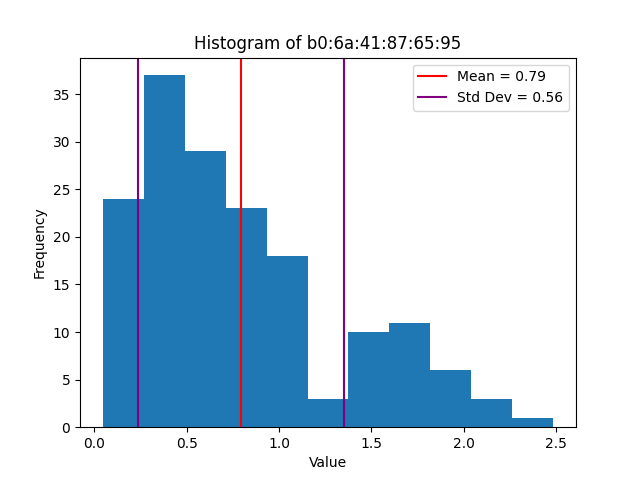 Histogram of b0:6a:41:87:65:95
Mean = 0.79
Std Dev = 0.56
35
30
25
20
15
10
5
0
Frequency
0.0 0.5 1.0 1.5 2.0 2.5
Value